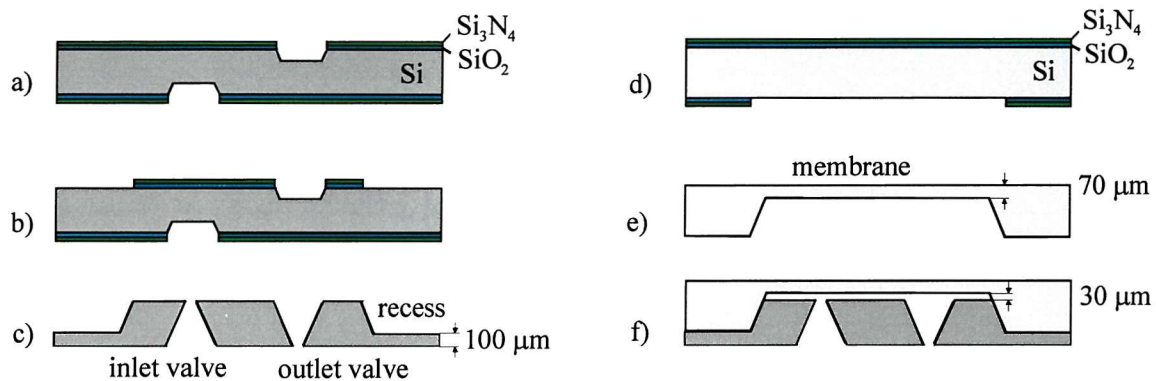 Si₃N₄
SiO₂
Si
a)
b)
recess
c)
100 μm
inlet valve
outlet valve
Si₃N₄
SiO₂
Si
d)
membrane
70 μm
e)
30 μm
f)